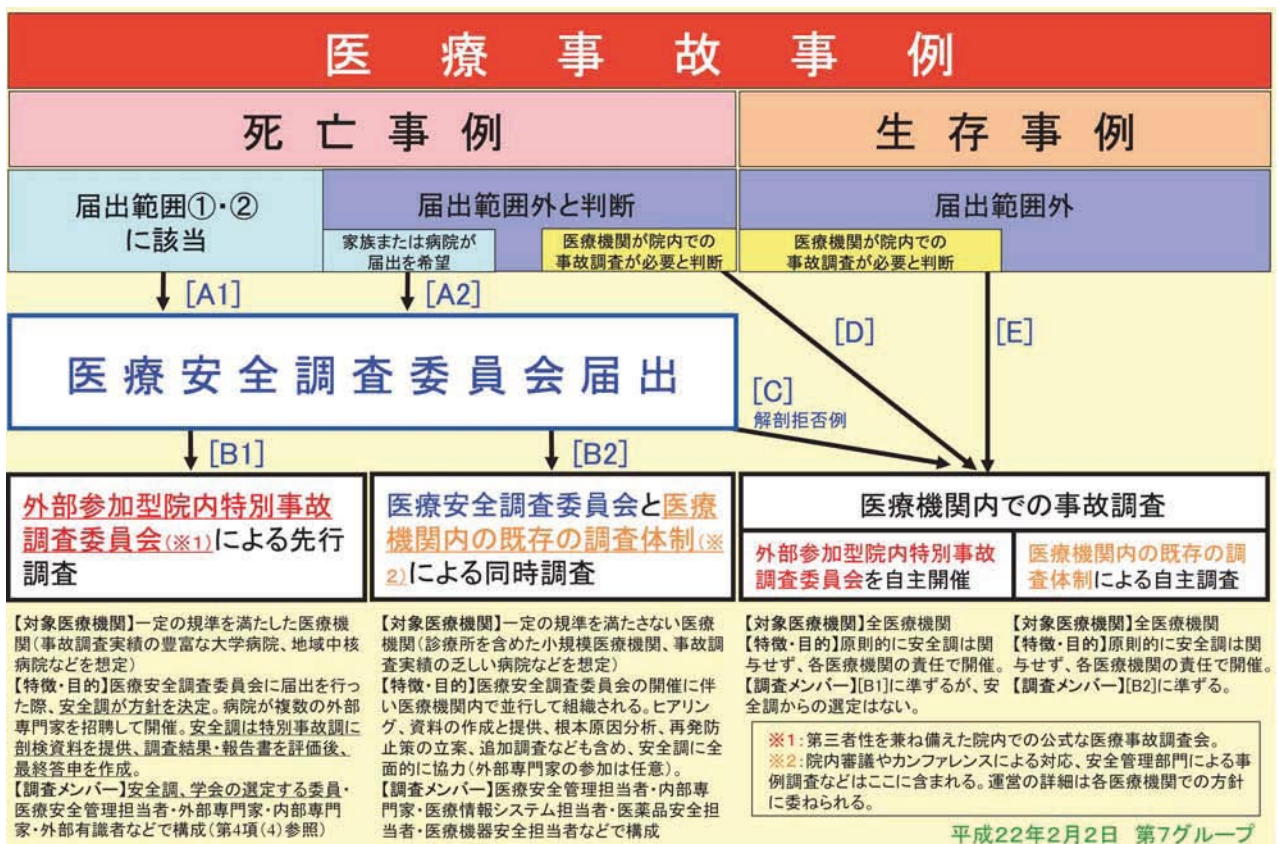 医療事故事例
死亡事例
生存事例
届出範囲①・②
に該当
届出範囲外と判断
家族または病院が
届出を希望
医療機関が院内での
事故調査が必要と判断
届出範囲外
医療機関が院内での
事故調査が必要と判断
[A1]
[A2]
[D]
[E]
医療安全調査委員会届出
[C]
解剖拒否例
[B1]
[B2]
外部参加型院内特別事故
調査委員会(※1)による先行
調査
医療安全調査委員会と医療
機関内の既存の調査体制(※
2)による同時調査
医療機関内での事故調査
外部参加型院内特別事故
調査委員会を自主開催
医療機関内の既存の調
査体制による自主調査
【対象医療機関】一定の規準を満たした医療機
関(事故調査実績の豊富な大学病院、地域中核
病院などを想定)
【特徴・目的】医療安全調査委員会に届出を行っ
た際、安全調が方針を決定。病院が複数の外部
専門家を招聘して開催。安全調は特別事故調に
剖検資料を提供、調査結果・報告書を評価後、
最終答申を作成。
【調査メンバー】安全調、学会の選定する委員・
医療安全管理担当者・外部専門家・内部専門
家・外部有識者などで構成(第4項(4)参照)
【対象医療機関】一定の規準を満たさない医療
機関(診療所を含めた小規模医療機関、事故調
査実績の乏しい病院などを想定)
【特徴・目的】医療安全調査委員会の開催に伴
い医療機関内で並行して組織される。ヒアリン
グ、資料の作成と提供、根本原因分析、再発防
止策の立案、追加調査なども含め、安全調に全
面的に協力(外部専門家の参加は任意)。
【調査メンバー】医療安全管理担当者・内部専
門家・医療情報システム担当者・医薬品安全担
当者・医療機器安全担当者などで構成
【対象医療機関】全医療機関
【特徴・目的】原則的に安全調は関
与せず、各医療機関の責任で開催。
【調査メンバー】[B1]に準ずるが、安
全調からの選定はない。
【対象医療機関】全医療機関
【特徴・目的】原則的に安全調は関
与せず、各医療機関の責任で開催。
【調査メンバー】[B2]に準ずる。
※1:第三者性を兼ね備えた院内での公式な医療事故調査会。
※2:院内審議やカンファレンスによる対応、安全管理部門による事
例調査などはここに含まれる。運営の詳細は各医療機関での方針
に委ねられる。
平成22年2月2日 第7グループ